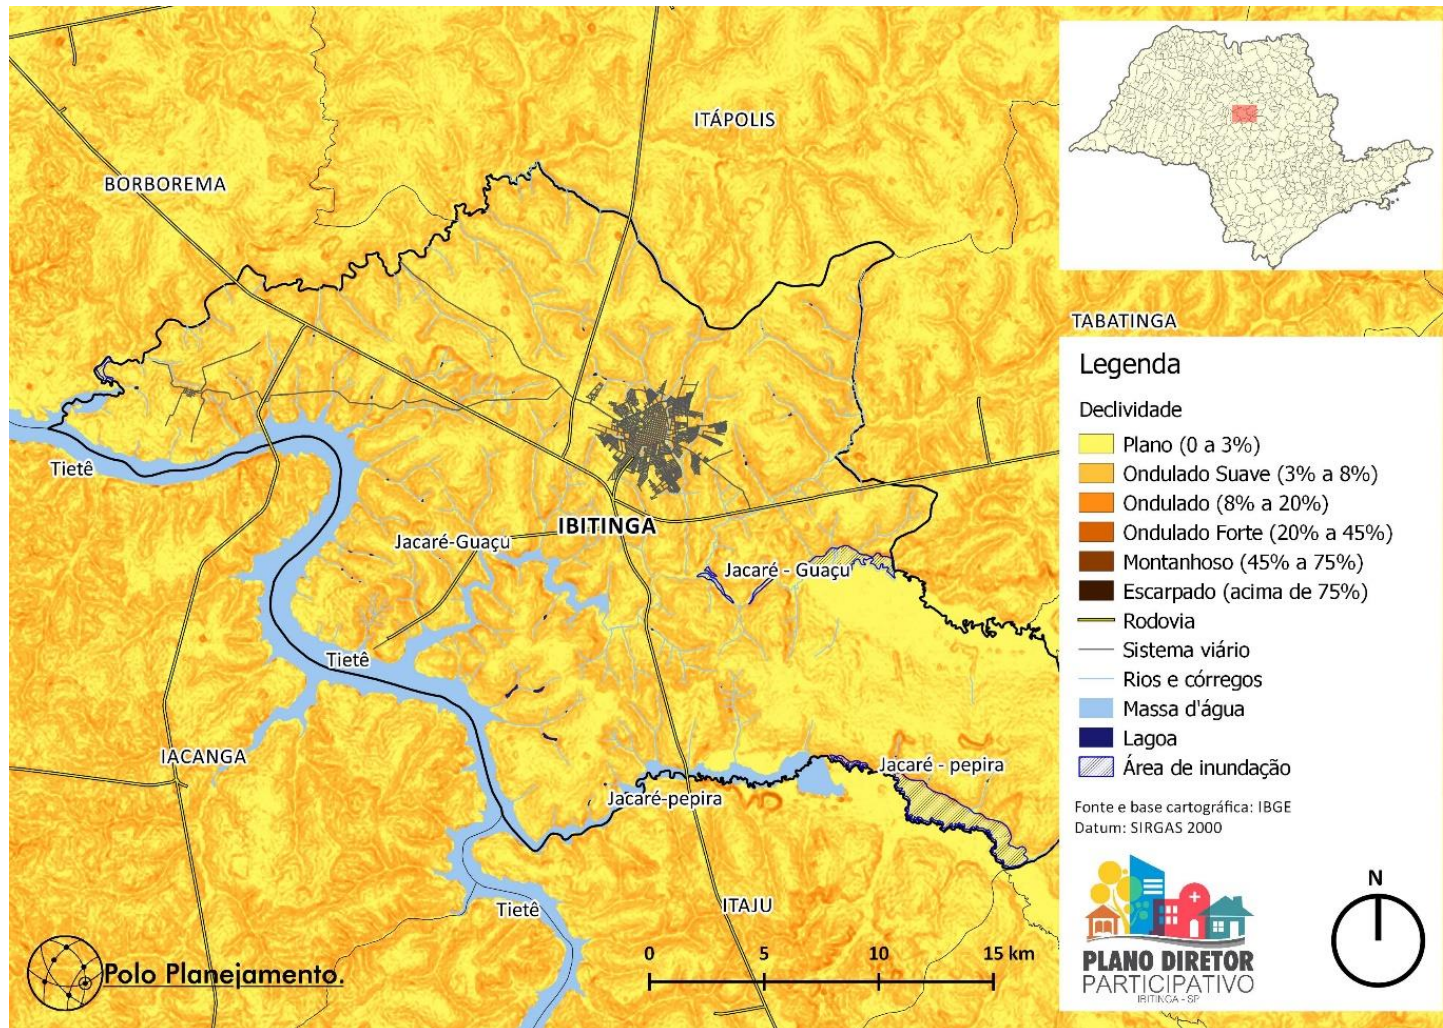 ITÁPOLIS
BORBOREMA
TABATINGA
Tietê
IBITINGA
Jacaré-Guaçu
Jacaré - Guaçu
Tietê
IACANGA
Jacaré - pepira
Jacaré-pepira
Tietê
ITAJU
Legenda
Declividade
Plano (0 a 3%)
Ondulado Suave (3% a 8%)
Ondulado (8% a 20%)
Ondulado Forte (20% a 45%)
Montanhoso (45% a 75%)
Escarpado (acima de 75%)
Rodovia
Sistema viário
Rios e córregos
Massa d'água
Lagoa
Área de inundação
Fonte e base cartográfica: IBGE
Datum: SIRGAS 2000
PLANO DIRETOR
PARTICIPATIVO
IBITINGA - SP
N
0 5 10 15 km
Polo Planejamento.